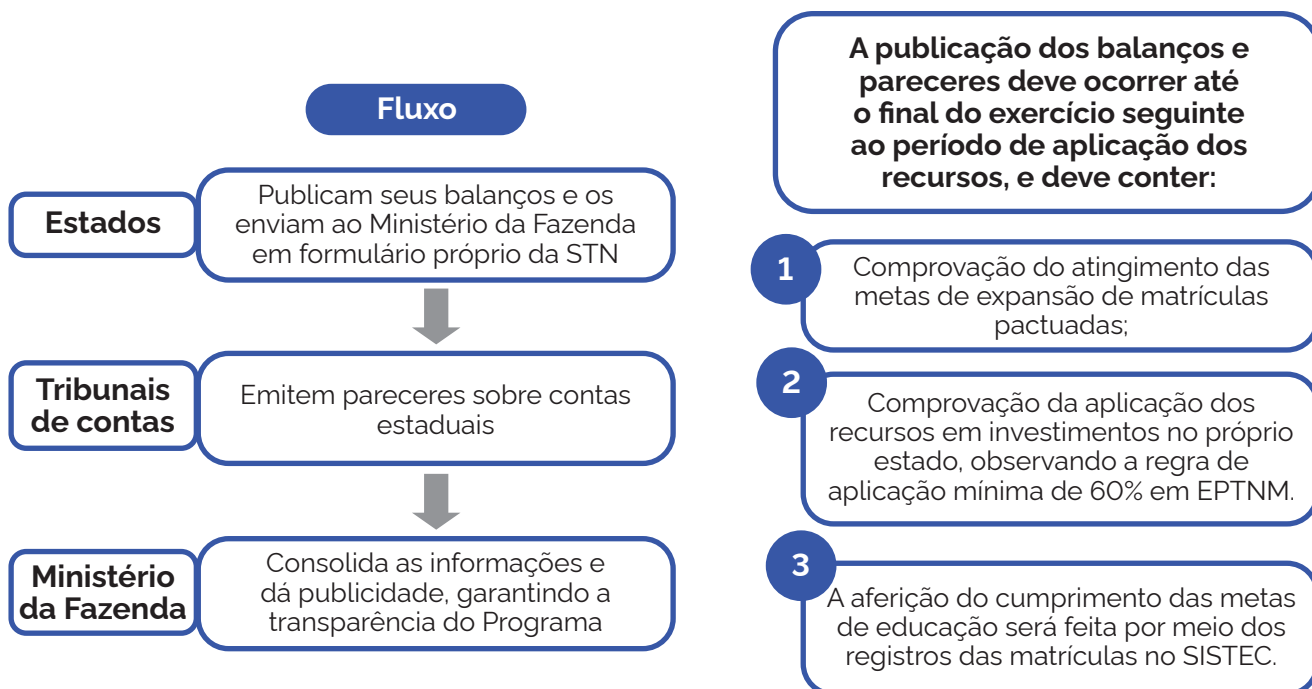 Fluxo
Estados
Publicam seus balanços e os
enviam ao Ministério da Fazenda
em formulário próprio da STN
Tribunais
de contas
Emitem pareceres sobre contas
estaduais
Ministério
da Fazenda
Consolida as informações e
dá publicidade, garantindo a
transparência do Programa
A publicação dos balanços e
pareceres deve ocorrer até
o final do exercício seguinte
ao período de aplicação dos
recursos, e deve conter:
1
Comprovação do atingimento das
metas de expansão de matrículas
pactuadas;
2
Comprovação da aplicação dos
recursos em investimentos no próprio
estado, observando a regra de
aplicação mínima de 60% em EPTNM.
3
A aferição do cumprimento das metas
de educação será feita por meio dos
registros das matrículas no SISTEC.